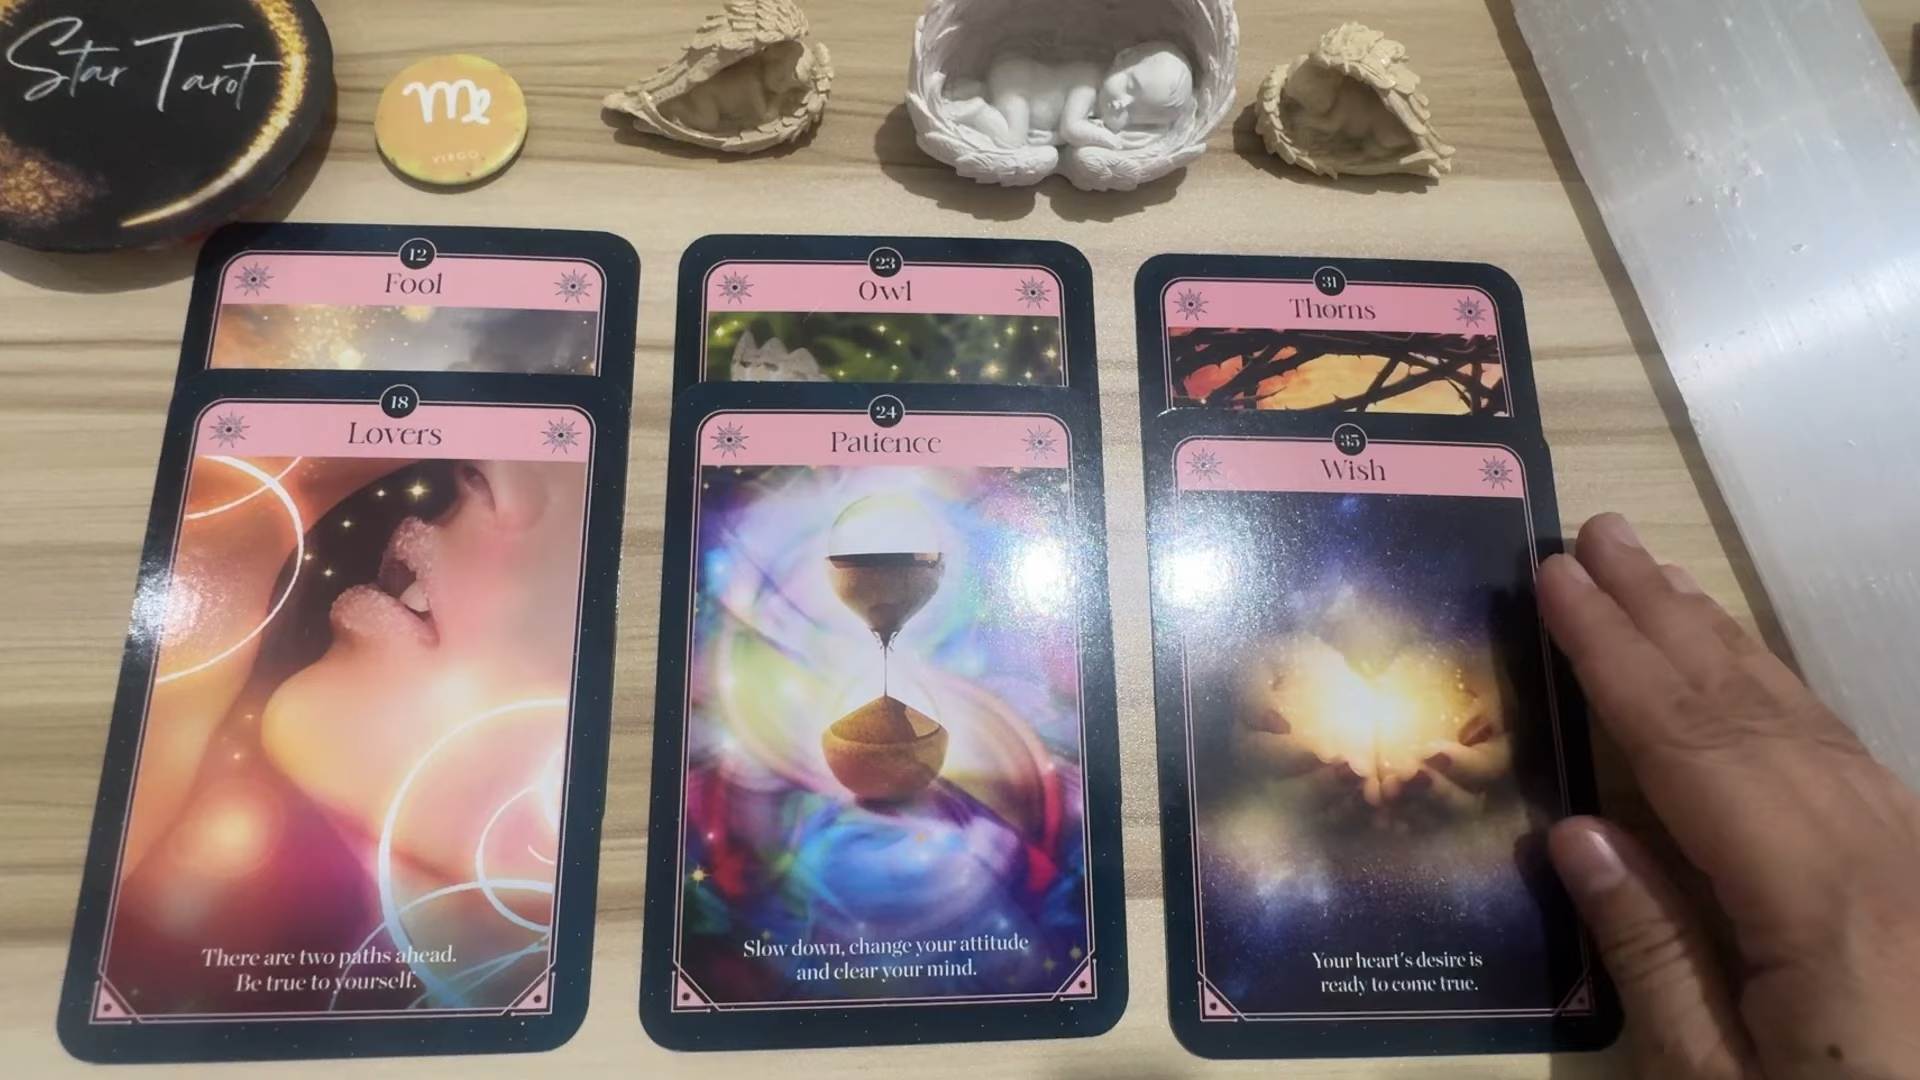 Star Tarot
VIRGO
12
Fool
23
Owl
31
Thorns
18
Lovers
There are two paths ahead.
Be true to yourself.
24
Patience
Slow down, change your attitude
and clear your mind.
35
Wish
Your heart's desire is
ready to come true.